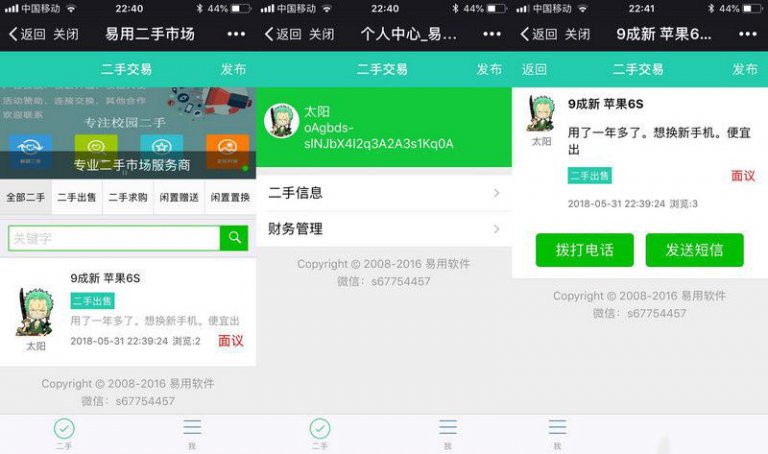 中国移动 22:40 44%
返回 关闭 易用二手市场
二手交易 发布
活动赞助、连接交换、其他合作
欢迎联系
专注校园二手
专业二手市场服务商
全部二手 二手出售 二手求购 闲置赠送 闲置置换
关键字
9成新 苹果6S
二手出售
用了一年多了。想换新手机。便宜出
太阳
2018-05-31 22:39:24 浏览:2 面议
Copyright © 2008-2016 易用软件
微信：s67754457
二手 我
中国移动 22:40 44%
返回 关闭 个人中心_易...
二手交易 发布
太阳
oAgbds-
sINJbX4I2q3A2A3s1Kq0A
二手信息
财务管理
Copyright © 2008-2016 易用软件
微信：s67754457
二手 我
中国移动 22:41 44%
返回 关闭 9成新 苹果6...
返回 二手交易 发布
9成新 苹果6S
太阳
用了一年多了。想换新手机。便宜
出
二手出售 面议
2018-05-31 22:39:24 浏览:3
拨打电话 发送短信
Copyright © 2008-2016 易用软件
微信：s67754457
二手 我